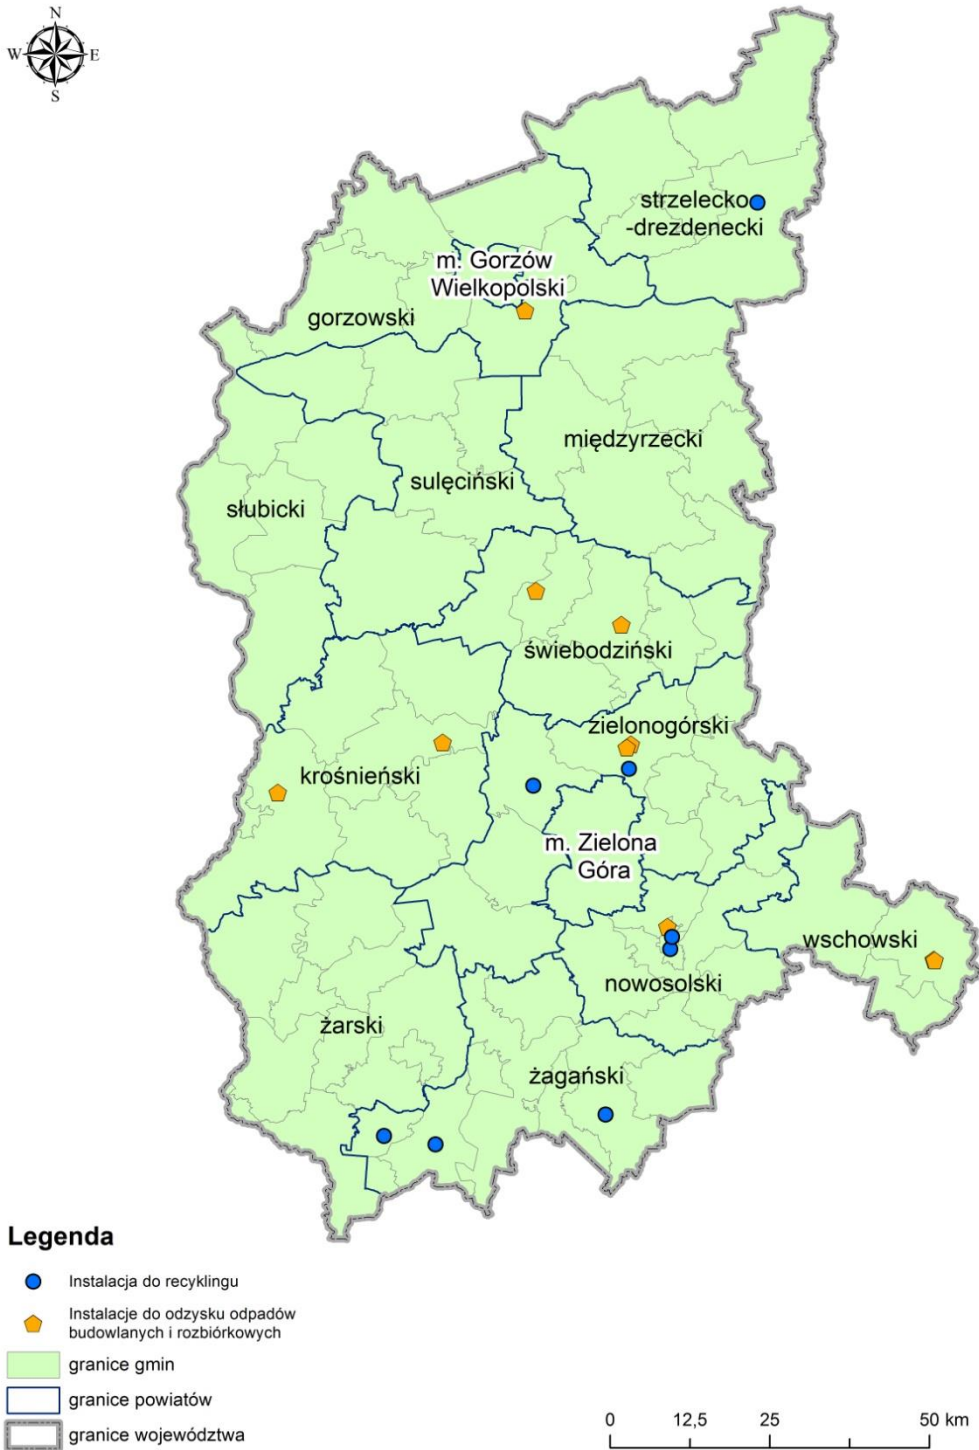 N
W E
S
strzelecko
-drezdenecki
m. Gorzów
Wielkopolski
gorzowski
międzyrzecki
sulęciński
słubicki
świebodziński
zielonogórski
krośnieński
m. Zielona
Góra
wschowski
nowosolski
żarski
żagański
Legenda
Instalacja do recyklingu
Instalacje do odzysku odpadów
budowlanych i rozbiórkowych
granice gmin
granice powiatów
granice województwa
0 12,5 25 50 km